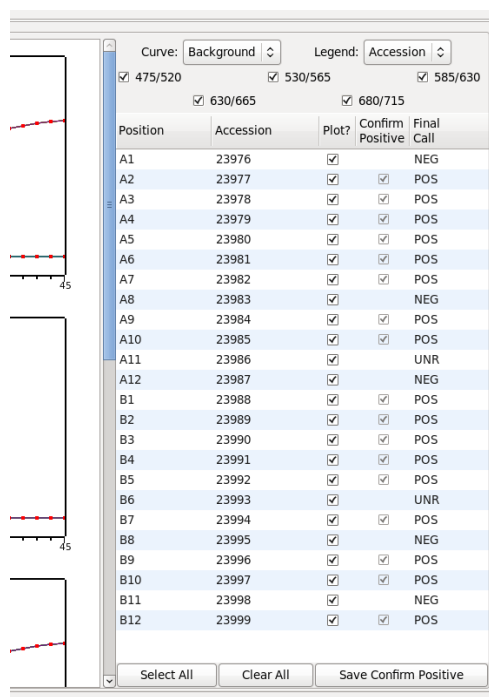 Curve: Background Legend: Accession
475/520 530/565 585/630
630/665 680/715
Position Accession Plot? Confirm Positive Final Call
A1 23976 NEG
A2 23977 POS
A3 23978 POS
A4 23979 POS
A5 23980 POS
A6 23981 POS
A7 23982 POS
A8 23983 NEG
A9 23984 POS
A10 23985 POS
A11 23986 UNR
A12 23987 NEG
B1 23988 POS
B2 23989 POS
B3 23990 POS
B4 23991 POS
B5 23992 POS
B6 23993 UNR
B7 23994 POS
B8 23995 NEG
B9 23996 POS
B10 23997 POS
B11 23998 NEG
B12 23999 POS
Select All Clear All Save Confirm Positive
45
45